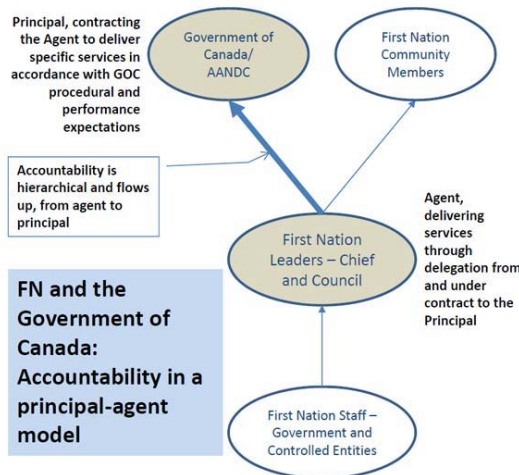 Principal, contracting
the Agent to deliver
specific services in
accordance with GOC
procedural and
performance
expectations
Government of
Canada/
AANDC
First Nation
Community
Members
Accountability is
hierarchical and flows
up, from agent to
principal
First Nation
Leaders – Chief
and Council
Agent,
delivering
services
through
delegation from
and under
contract to the
Principal
FN and the
Government of
Canada:
Accountability in a
principal-agent
model
First Nation Staff –
Government and
Controlled Entities